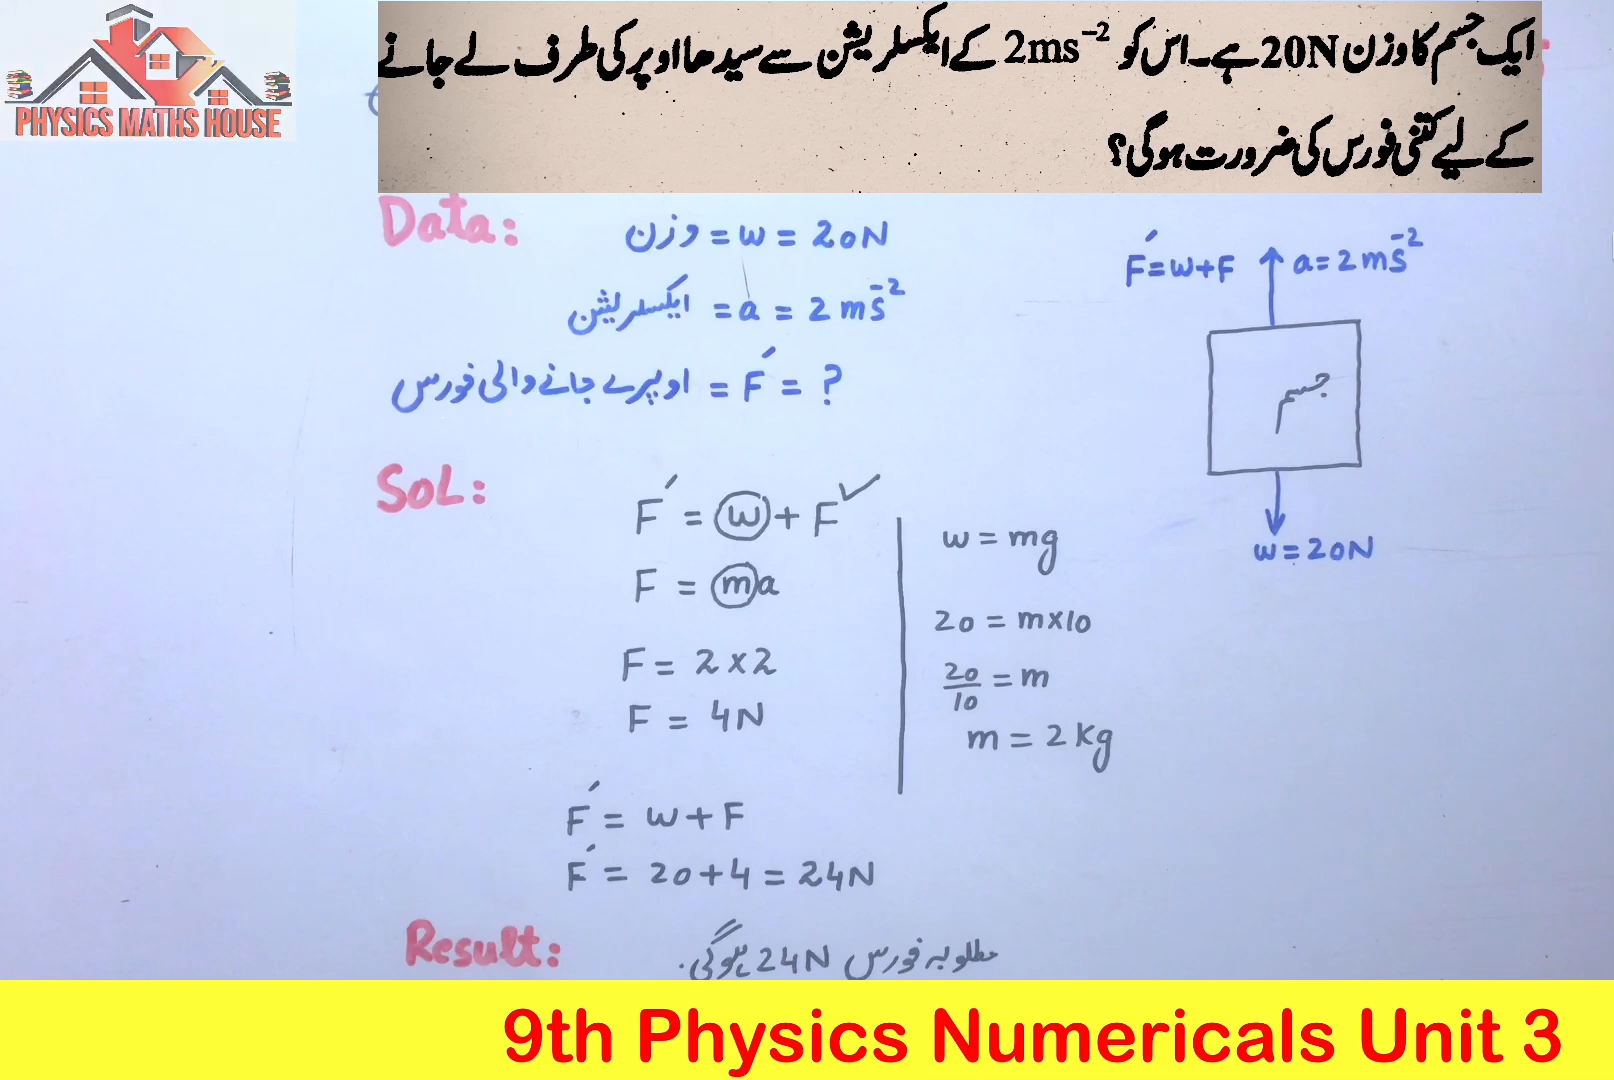 PHYSICS MATHS HOUSE
ایک جسم کا وزن 20N ہے۔ اس کو 2ms⁻² کے ایکسلریشن سے سیدھا اوپر کی طرف لے جانے
کے لیے کتنی فورس کی ضرورت ہوگی؟
Data:
وزن = w = 20N
ایکسلریشن = a = 2ms⁻²
اوپر لے جانے والی فورس = F′ = ?
F′ = w+F
a = 2ms⁻²
جسم
w = 20N
Sol:
F′ = w + F ✓
F = ma
F = 2 × 2
F = 4N
w = mg
20 = m×10
20/10 = m
m = 2kg
F′ = w + F
F′ = 20 + 4 = 24N
Result:
مطلوبہ فورس 24N ہوگی۔
9th Physics Numericals Unit 3